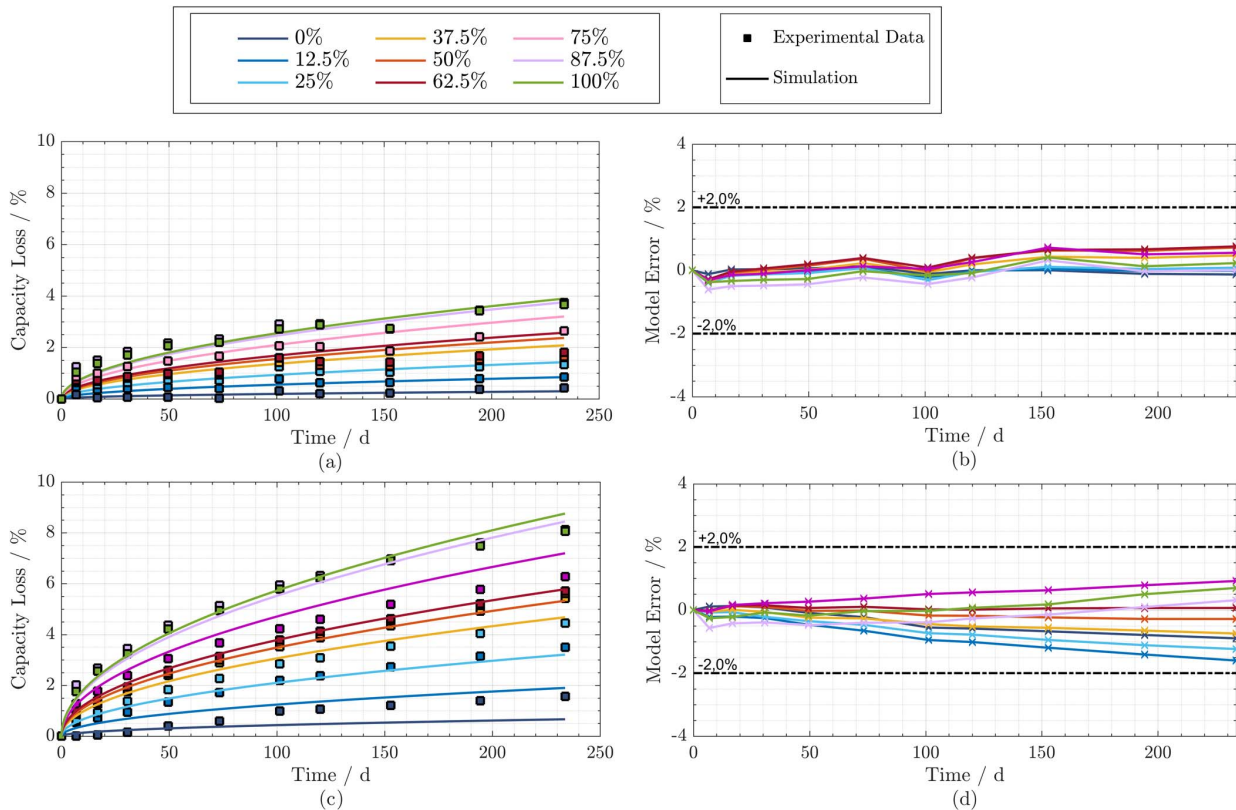 0% 37.5% 75% Experimental Data
12.5% 50% 87.5%
25% 62.5% 100% Simulation
10
8
6
4
2
0
Capacity Loss / %
0 50 100 150 200 250
Time / d
(a)
4
2
0
-2
-4
Model Error / %
+2,0%
-2,0%
0 50 100 150 200
Time / d
(b)
10
8
6
4
2
0
Capacity Loss / %
0 50 100 150 200 250
Time / d
(c)
4
2
0
-2
-4
Model Error / %
+2,0%
-2,0%
0 50 100 150 200
Time / d
(d)